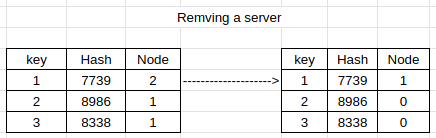 Remving a server
key Hash Node key Hash Node
1 7739 2 --------------------> 1 7739 1
2 8986 1 2 8986 0
3 8338 1 3 8338 0